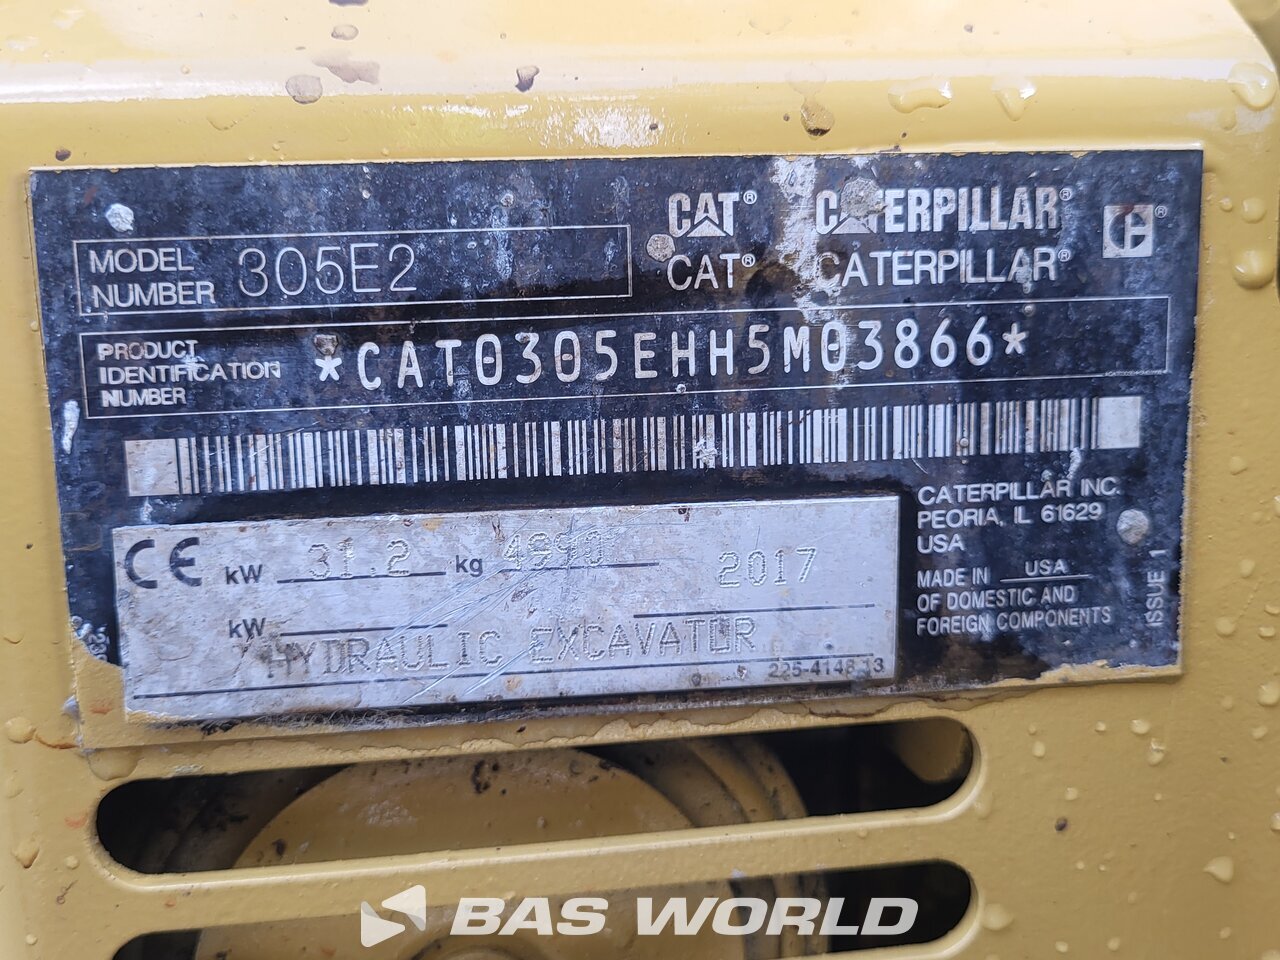 MODEL NUMBER 305E2
CAT® CATERPILLAR®
CAT® CATERPILLAR®
PRODUCT IDENTIFICATION NUMBER *CAT0305EHH5M03866*
CE kW 31.2 kg 4990 2017
kW
HYDRAULIC EXCAVATOR
225-4148 13
CATERPILLAR INC.
PEORIA, IL 61629
USA
MADE IN USA
OF DOMESTIC AND
FOREIGN COMPONENTS
ISSUE 1
BAS WORLD